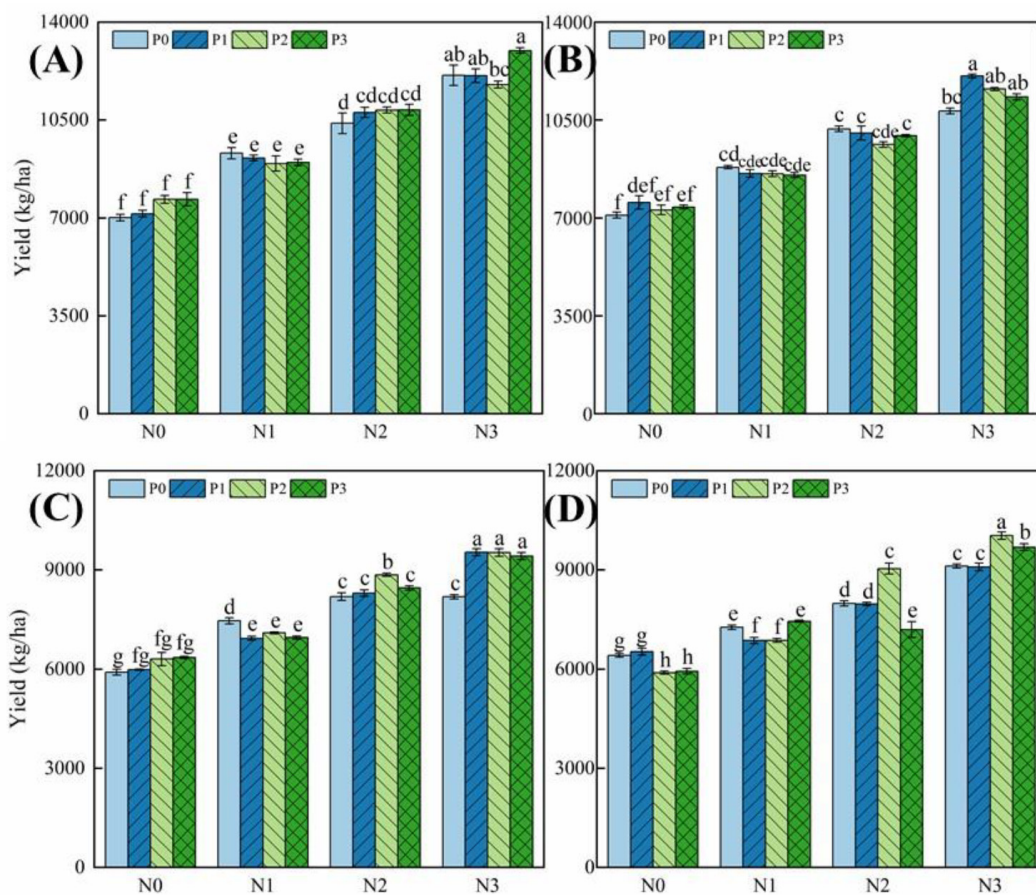 14000
(A)
P0 P1 P2 P3
10500
7000
3500
0
Yield (kg/ha)
f f f f
e e e e
d cd cd cd
ab ab bc a
N0 N1 N2 N3
14000
(B)
P0 P1 P2 P3
10500
7000
3500
0
f def ef ef
cd cde cde cde
c c cde c
bc a ab ab
N0 N1 N2 N3
12000
(C)
P0 P1 P2 P3
9000
6000
3000
0
Yield (kg/ha)
g fg fg fg
d e e e
c c b c
c a a a
N0 N1 N2 N3
12000
(D)
P0 P1 P2 P3
9000
6000
3000
0
g g h h
e f f e
d d c e
c c a b
N0 N1 N2 N3